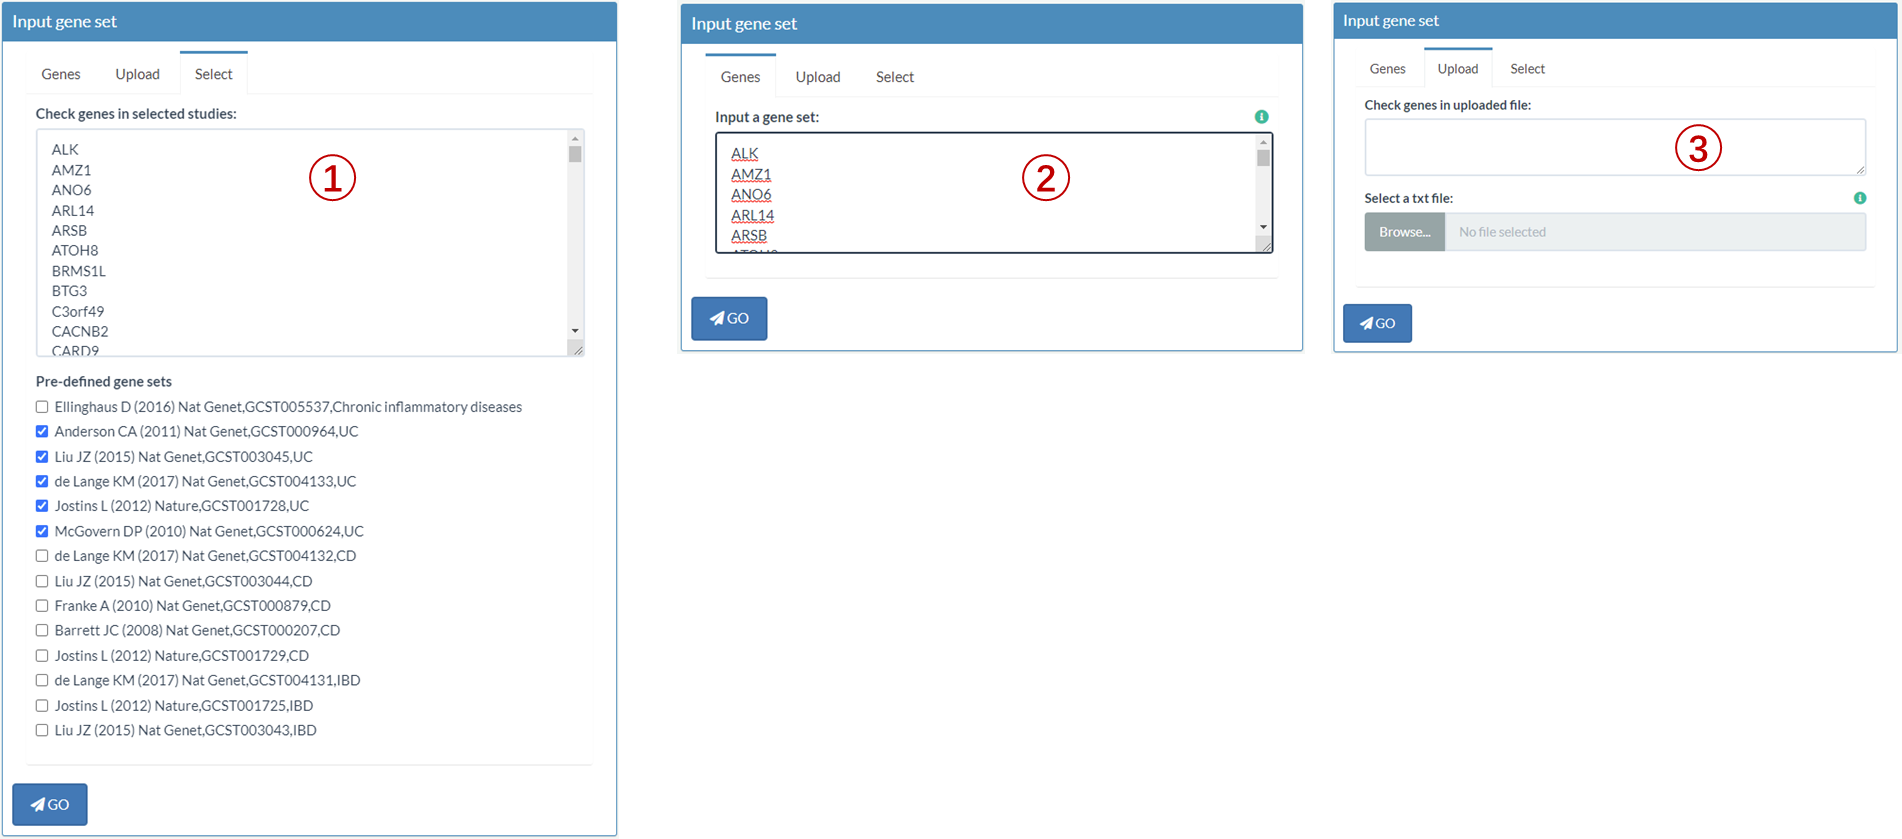 Input gene set
Genes Upload Select
Check genes in selected studies:
ALK
AMZ1
ANO6
ARL14
ARSB
ATOH8
BRMS1L
BTG3
C3orf49
CACNB2
CARD9
①
Pre-defined gene sets
Ellinghaus D (2016) Nat Genet,GCST005537,Chronic inflammatory diseases
Anderson CA (2011) Nat Genet,GCST000964,UC
Liu JZ (2015) Nat Genet,GCST003045,UC
de Lange KM (2017) Nat Genet,GCST004133,UC
Jostins L (2012) Nature,GCST001728,UC
McGovern DP (2010) Nat Genet,GCST000624,UC
de Lange KM (2017) Nat Genet,GCST004132,CD
Liu JZ (2015) Nat Genet,GCST003044,CD
Franke A (2010) Nat Genet,GCST000879,CD
Barrett JC (2008) Nat Genet,GCST000207,CD
Jostins L (2012) Nature,GCST001729,CD
de Lange KM (2017) Nat Genet,GCST004131,IBD
Jostins L (2012) Nature,GCST001725,IBD
Liu JZ (2015) Nat Genet,GCST003043,IBD
GO
Input gene set
Genes Upload Select
Input a gene set:
ALK
AMZ1
ANO6
ARL14
ARSB
②
GO
Input gene set
Genes Upload Select
Check genes in uploaded file:
③
Select a txt file:
Browse... No file selected
GO